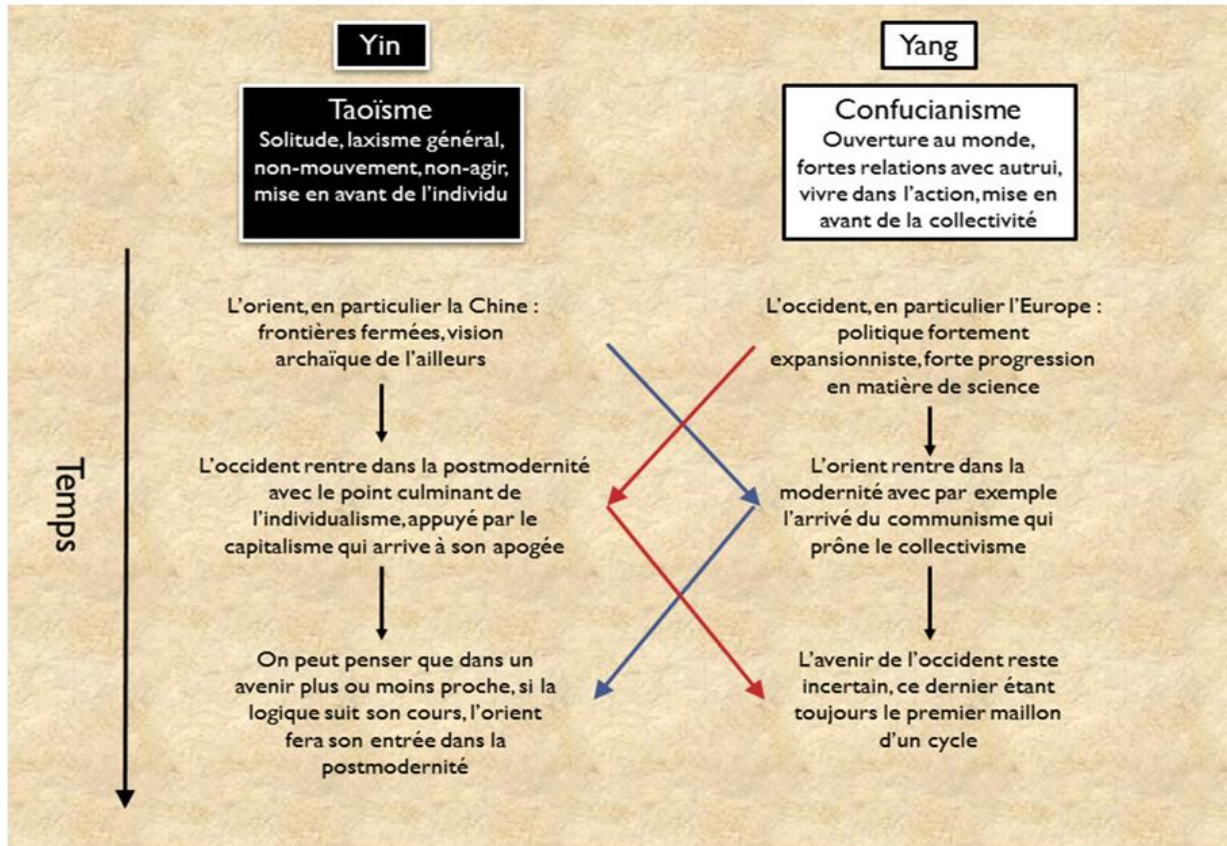 Yin
Yang
Taoïsme
Solitude, laxisme général,
non-mouvement, non-agir,
mise en avant de l'individu
Confucianisme
Ouverture au monde,
fortes relations avec autrui,
vivre dans l'action, mise en
avant de la collectivité
Temps
L'orient, en particulier la Chine :
frontières fermées, vision
archaïque de l'ailleurs
L'occident, en particulier l'Europe :
politique fortement
expansionniste, forte progression
en matière de science
L'occident rentre dans la postmodernité
avec le point culminant de
l'individualisme, appuyé par le
capitalisme qui arrive à son apogée
L'orient rentre dans la
modernité avec par exemple
l'arrivé du communisme qui
prône le collectivisme
On peut penser que dans un
avenir plus ou moins proche, si la
logique suit son cours, l'orient
fera son entrée dans la
postmodernité
L'avenir de l'occident reste
incertain, ce dernier étant
toujours le premier maillon
d'un cycle